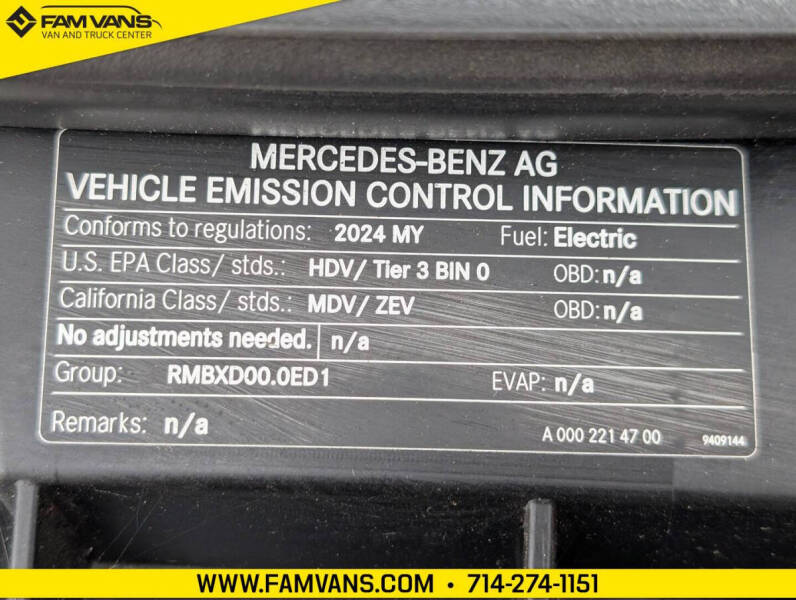 FAM VANS
VAN AND TRUCK CENTER
MERCEDES-BENZ AG
VEHICLE EMISSION CONTROL INFORMATION
Conforms to regulations: 2024 MY Fuel: Electric
U.S. EPA Class/ stds.: HDV/ Tier 3 BIN 0 OBD: n/a
California Class/ stds.: MDV/ ZEV OBD: n/a
No adjustments needed. n/a
Group: RMBXD00.0ED1 EVAP: n/a
Remarks: n/a A 000 221 47 00 9409144
WWW.FAMVANS.COM • 714-274-1151